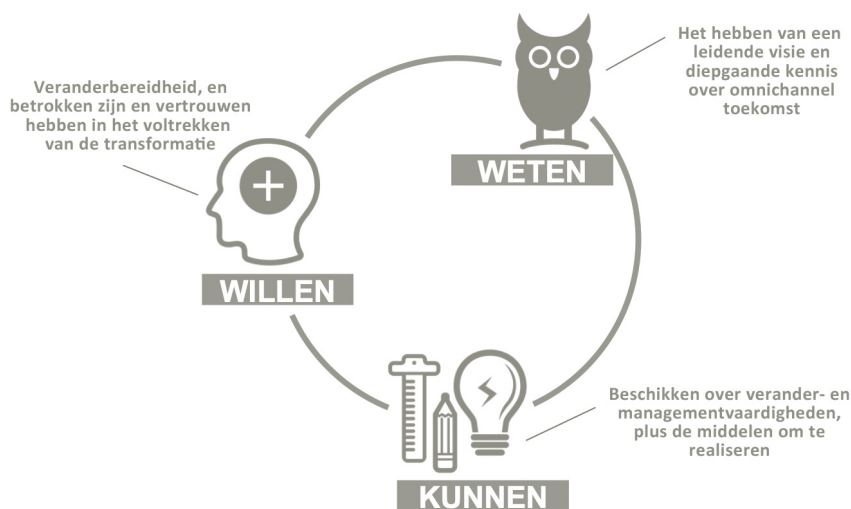 Het hebben van een
leidende visie en
diepgaande kennis
over omnichannel
toekomst
WETEN
Veranderbereidheid, en
betrokken zijn en vertrouwen
hebben in het voltrekken
van de transformatie
WILLEN
Beschikken over verander- en
managementvaardigheden,
plus de middelen om te
realiseren
KUNNEN